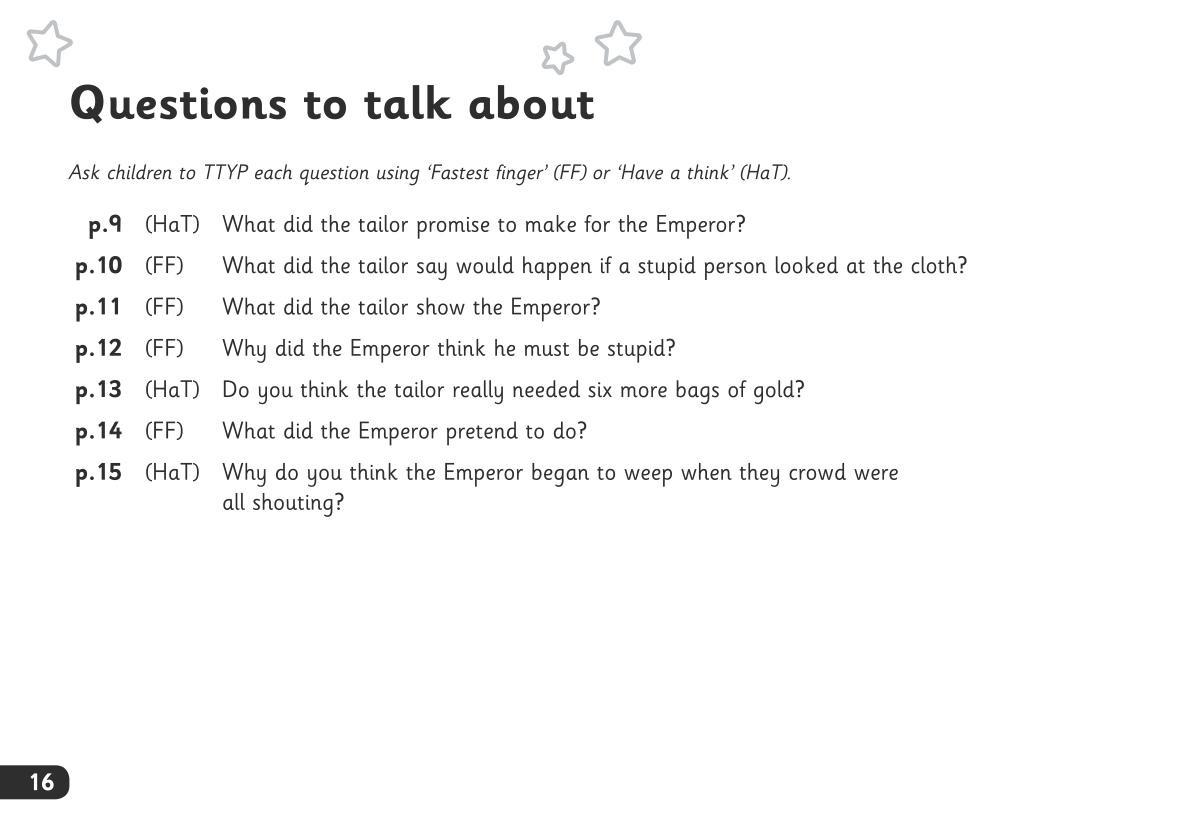 Questions to talk about
Ask children to TTYP each question using ‘Fastest finger’ (FF) or ‘Have a think’ (HaT).
p.9 (HaT) What did the tailor promise to make for the Emperor?
p.10 (FF) What did the tailor say would happen if a stupid person looked at the cloth?
p.11 (FF) What did the tailor show the Emperor?
p.12 (FF) Why did the Emperor think he must be stupid?
p.13 (HaT) Do you think the tailor really needed six more bags of gold?
p.14 (FF) What did the Emperor pretend to do?
p.15 (HaT) Why do you think the Emperor began to weep when they crowd were
all shouting?
16